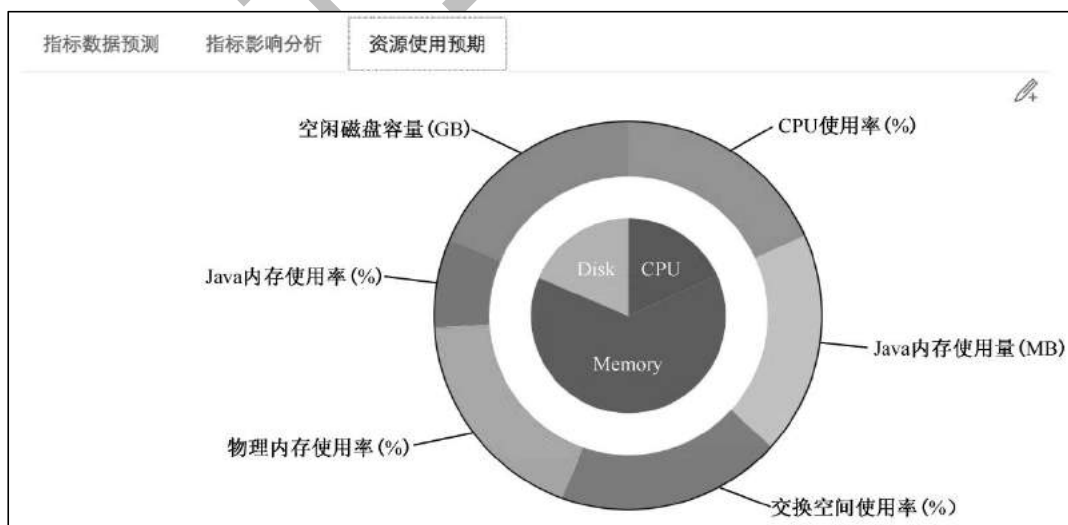 指标数据预测 指标影响分析 资源使用预期
空闲磁盘容量(GB)
CPU使用率(%)
Disk
CPU
Java内存使用率(%)
Java内存使用量(MB)
Memory
物理内存使用率(%)
交换空间使用率(%)